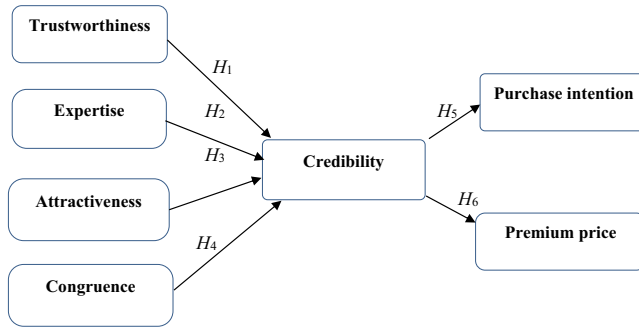 Trustworthiness
H1
Expertise
H2
H3
Attractiveness
H4
Congruence
Credibility
H5
Purchase intention
H6
Premium price